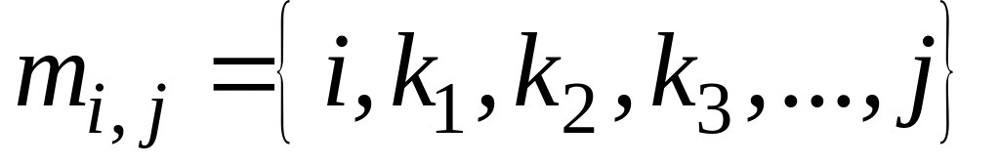 m_{i, j} = { i, k_1, k_2, k_3, ..., j }